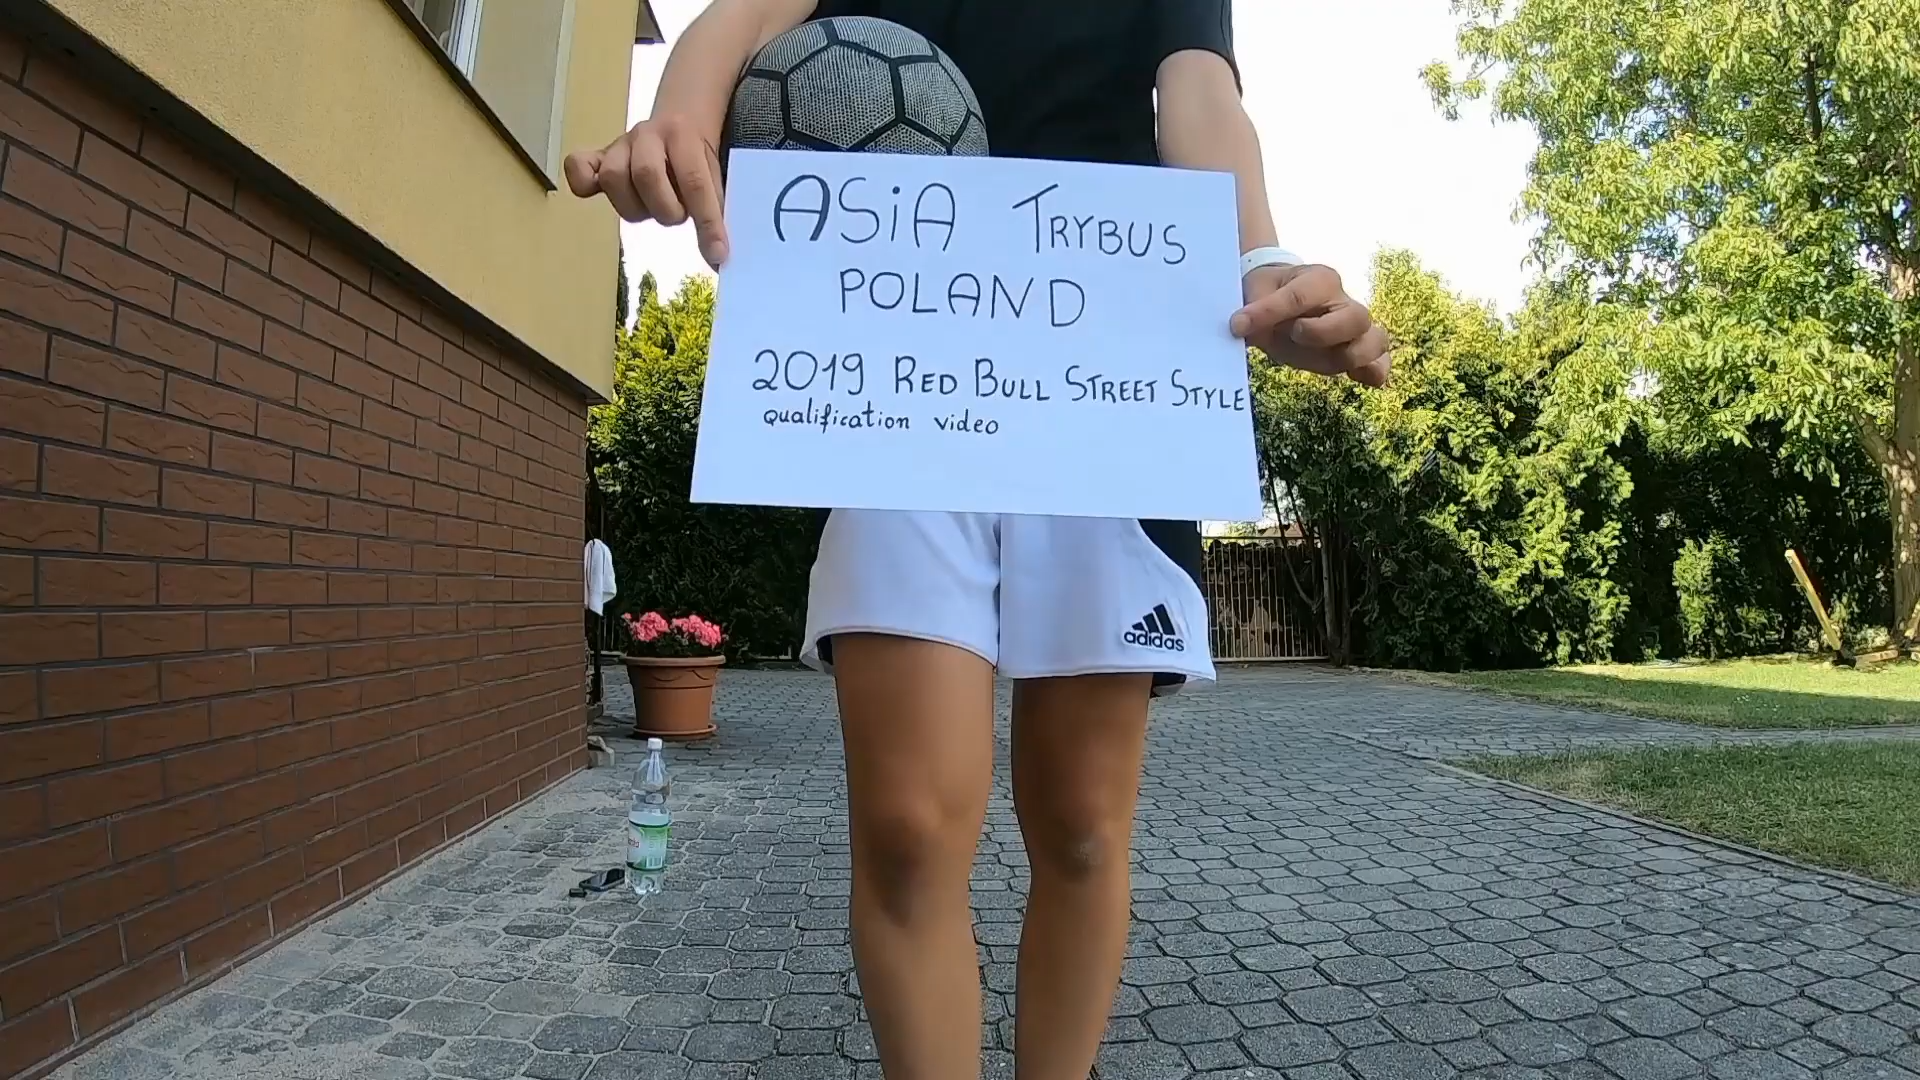 ASiA TRYBUS
POLAND
2019 RED BULL STREET STYLE
qualification video
adidas